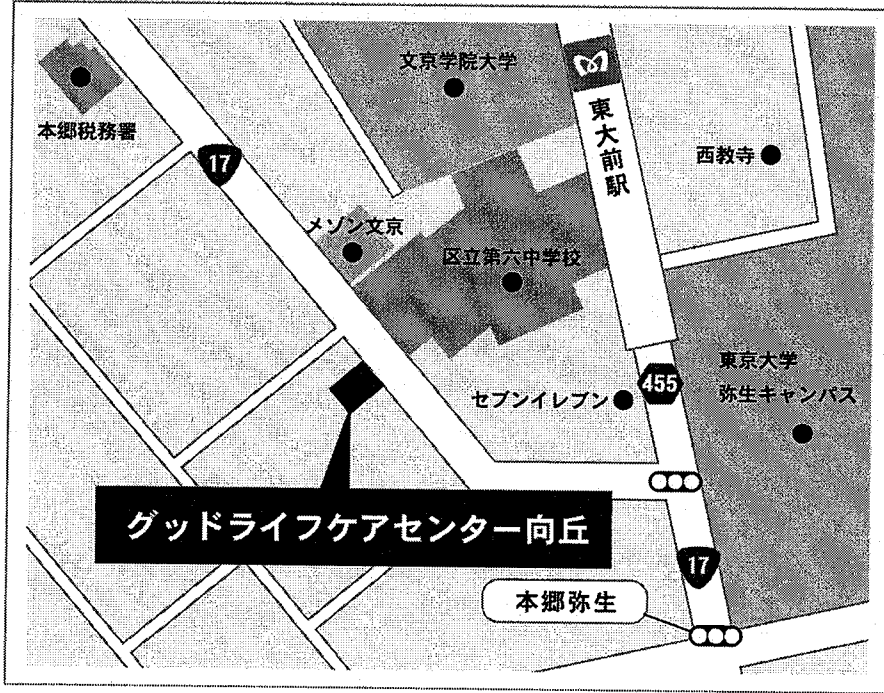 文京学院大学
本郷税務署
17
東大前駅
西教寺
メゾン文京
区立第六中学校
東京大学
弥生キャンパス
455
セブンイレブン
グッドライフケアセンター向丘
17
本郷弥生